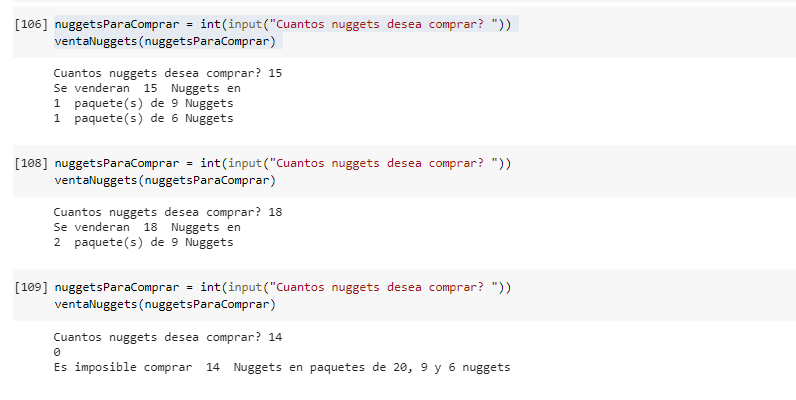 [106] nuggetsParaComprar = int(input("Cuantos nuggets desea comprar? "))
ventaNuggets(nuggetsParaComprar)
Cuantos nuggets desea comprar? 15
Se venderan  15  Nuggets en
1  paquete(s) de 9 Nuggets
1  paquete(s) de 6 Nuggets
[108] nuggetsParaComprar = int(input("Cuantos nuggets desea comprar? "))
ventaNuggets(nuggetsParaComprar)
Cuantos nuggets desea comprar? 18
Se venderan  18  Nuggets en
2  paquete(s) de 9 Nuggets
[109] nuggetsParaComprar = int(input("Cuantos nuggets desea comprar? "))
ventaNuggets(nuggetsParaComprar)
Cuantos nuggets desea comprar? 14
0
Es imposible comprar  14  Nuggets en paquetes de 20, 9 y 6 nuggets